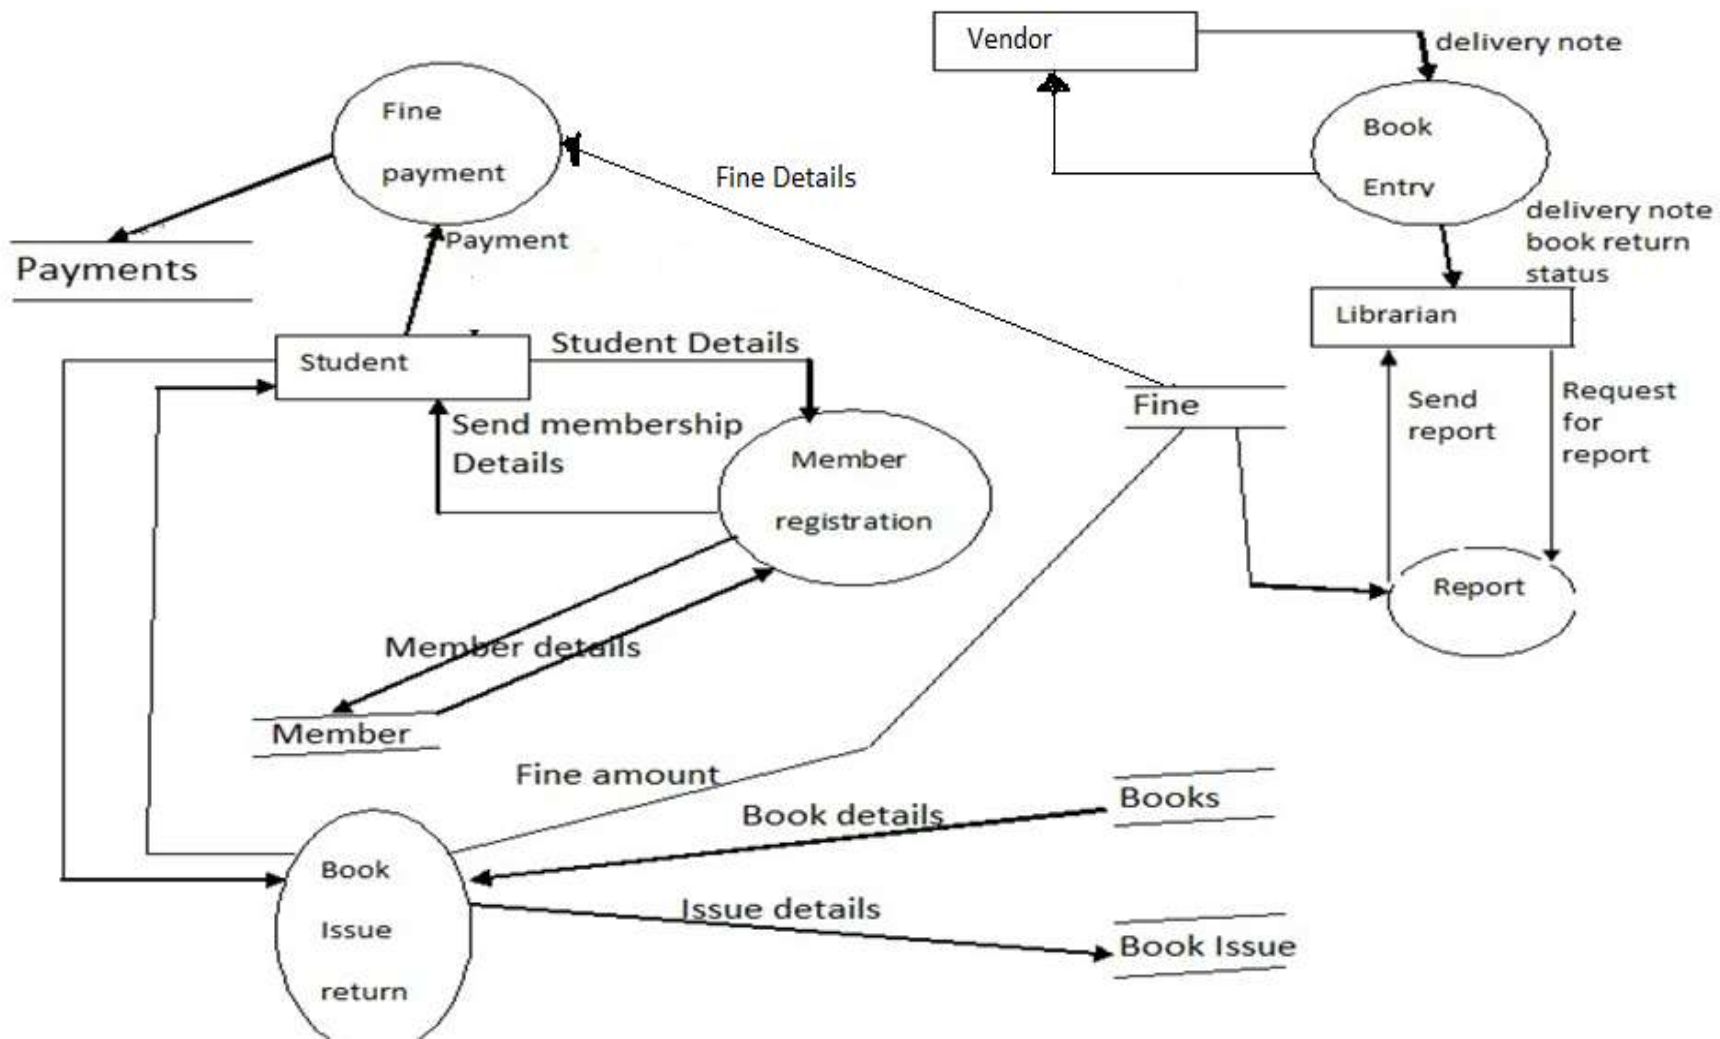 Vendor
delivery note
Fine
payment
Fine Details
Book
Entry
delivery note
book return
status
Payment
Payments
Librarian
Student
Student Details
Send membership
Details
Fine
Send
report
Request
for
report
Member
registration
Report
Member details
Member
Fine amount
Books
Book details
Book
Issue
return
Issue details
Book Issue